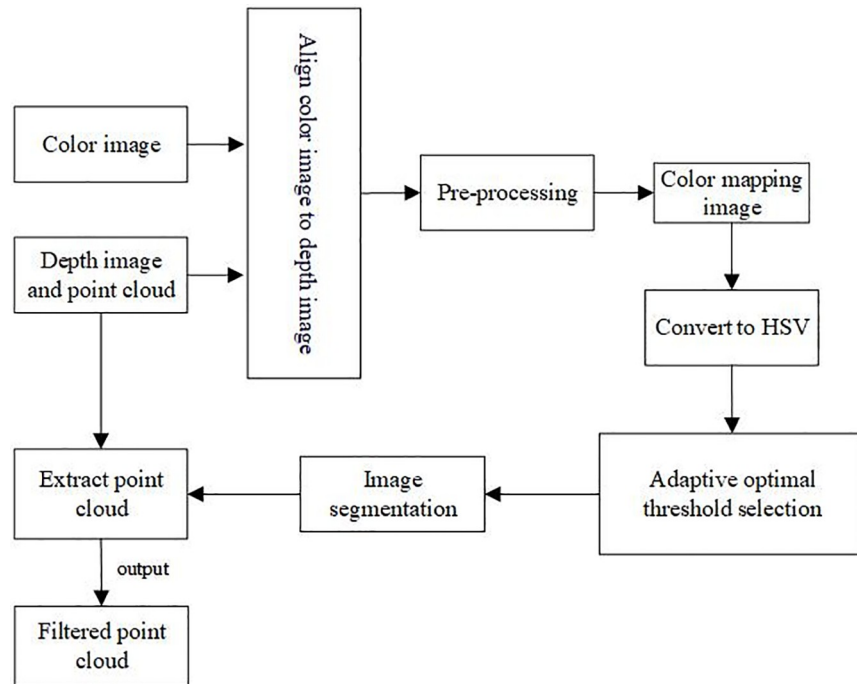 Color image
Depth image
and point cloud
Align color image to depth image
Pre-processing
Color mapping
image
Convert to HSV
Adaptive optimal
threshold selection
Image
segmentation
Extract point
cloud
output
Filtered point
cloud